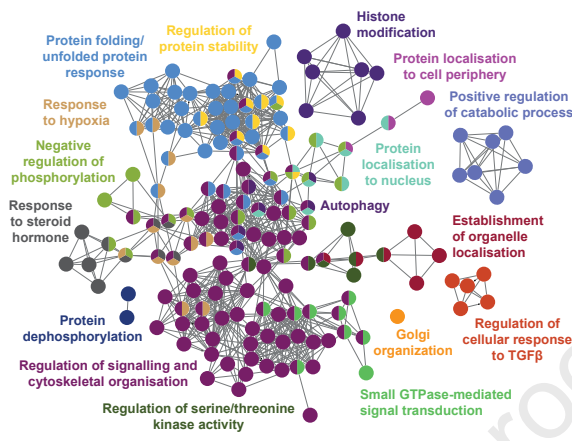 Histone
modification
Protein folding/
unfolded protein
response
Regulation of
protein stability
Protein localisation
to cell periphery
Response
to hypoxia
Positive regulation
of catabolic process
Negative
regulation of
phosphorylation
Protein
localisation
to nucleus
Response
to steroid
hormone
Autophagy
Establishment
of organelle
localisation
Protein
dephosphorylation
Golgi
organization
Regulation of
cellular response
to TGFβ
Regulation of signalling and
cytoskeletal organisation
Small GTPase-mediated
signal transduction
Regulation of serine/threonine
kinase activity
roo